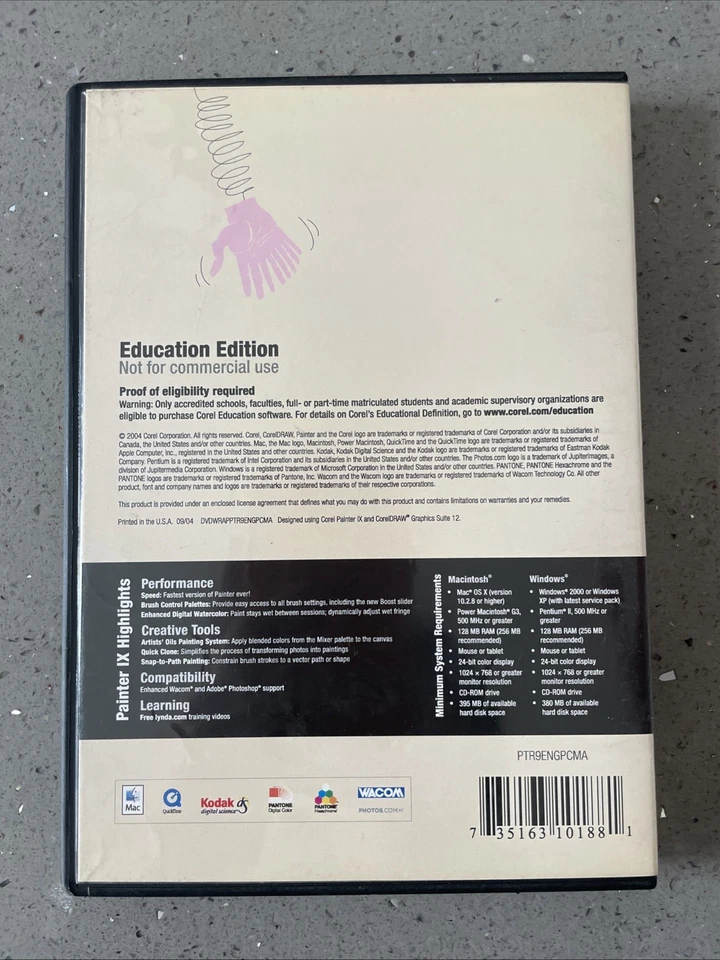 Education Edition
Not for commercial use
Proof of eligibility required
Warning: Only accredited schools, faculties, full- or part-time matriculated students and academic supervisory organizations are
eligible to purchase Corel Education software. For details on Corel's Educational Definition, go to www.corel.com/education
© 2004 Corel Corporation. All rights reserved. Corel, CorelDRAW, Painter and the Corel logo are trademarks or registered trademarks of Corel Corporation and/or its subsidiaries in
Canada, the United States and/or other countries. Mac, the Mac logo, Macintosh, Power Macintosh, QuickTime and the QuickTime logo are trademarks or registered trademarks of
Apple Computer, Inc., registered in the United States and other countries. Kodak, Kodak Digital Science and the Kodak logo are trademarks or registered trademarks of Eastman Kodak
Company. Pentium is a registered trademark of Intel Corporation and its subsidiaries in the United States and/or other countries. The Photos.com logo is a trademark of JupiterImages, a
division of Jupitermedia Corporation. Windows is a registered trademark of Microsoft Corporation in the United States and/or other countries. PANTONE, PANTONE Hexachrome and the
PANTONE logos are trademarks or registered trademarks of Pantone, Inc. Wacom and the Wacom logo are trademarks or registered trademarks of Wacom Technology Co. All other
product, font and company names and logos are trademarks or registered trademarks of their respective corporations.
This product is provided under an enclosed license agreement that defines what you may do with this product and contains limitations on warranties and your remedies.
Printed in the U.S.A. 09/04 DVDWRAPPTR9ENGPCMA Designed using Corel Painter IX and CorelDRAW® Graphics Suite 12.
Painter IX Highlights
Performance
Speed: Fastest version of Painter ever!
Brush Control Palettes: Provide easy access to all brush settings, including the new Boost slider
Enhanced Digital Watercolor: Paint stays wet between sessions; dynamically adjust wet fringe
Creative Tools
Artists' Oils Painting System: Apply blended colors from the Mixer palette to the canvas
Quick Clone: Simplifies the process of transforming photos into paintings
Snap-to-Path Painting: Constrain brush strokes to a vector path or shape
Compatibility
Enhanced Wacom® and Adobe® Photoshop® support
Learning
Free lynda.com training videos
Minimum System Requirements
Macintosh®
• Mac® OS X (version
10.2.8 or higher)
• Power Macintosh® G3,
500 MHz or greater
• 128 MB RAM (256 MB
recommended)
• Mouse or tablet
• 24-bit color display
• 1024 × 768 or greater
monitor resolution
• CD-ROM drive
• 395 MB of available
hard disk space
Windows®
• Windows® 2000 or Windows
XP (with latest service pack)
• Pentium® II, 500 MHz or
greater
• 128 MB RAM (256 MB
recommended)
• Mouse or tablet
• 24-bit color display
• 1024 × 768 or greater
monitor resolution
• CD-ROM drive
• 380 MB of available
hard disk space
PTR9ENGPCMA
Mac
QuickTime
Kodak
digital science
ds
PANTONE
Digital Color
PANTONE
Hexachrome
WACOM
PHOTOS.COM
7 35163 10188 1